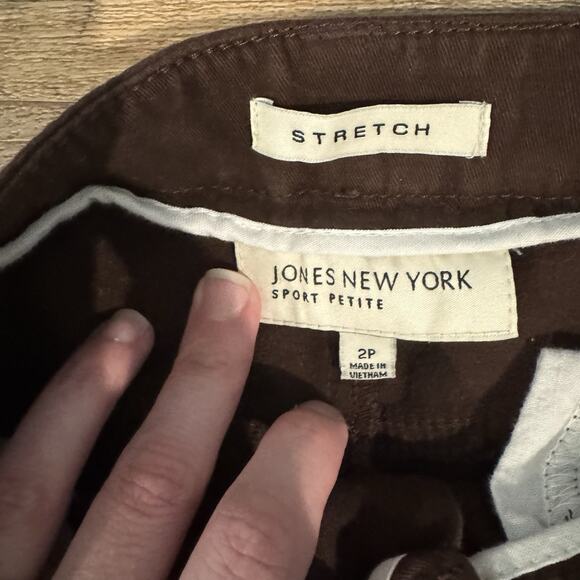 STRETCH
JONES NEW YORK
SPORT PETITE
2P
MADE IN
VIETNAM